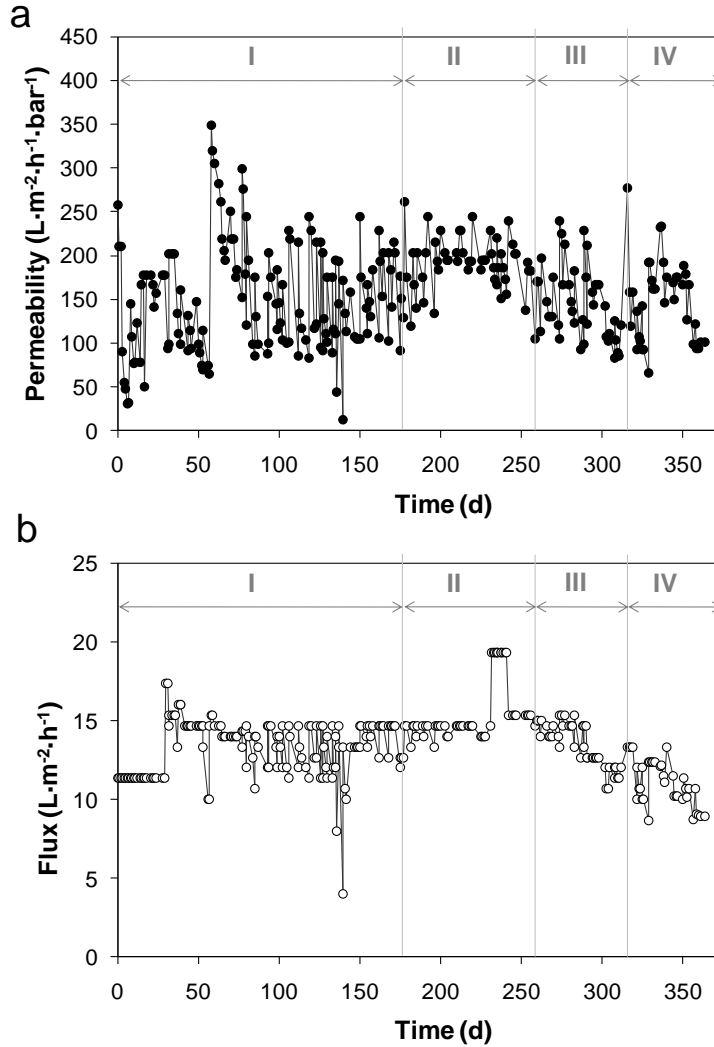 a
450
400
350
300
250
200
150
100
50
0
Permeability (L·m⁻²·h⁻¹·bar⁻¹)
I II III IV
0 50 100 150 200 250 300 350
Time (d)
b
25
20
15
10
5
0
Flux (L·m⁻²·h⁻¹)
I II III IV
0 50 100 150 200 250 300 350
Time (d)